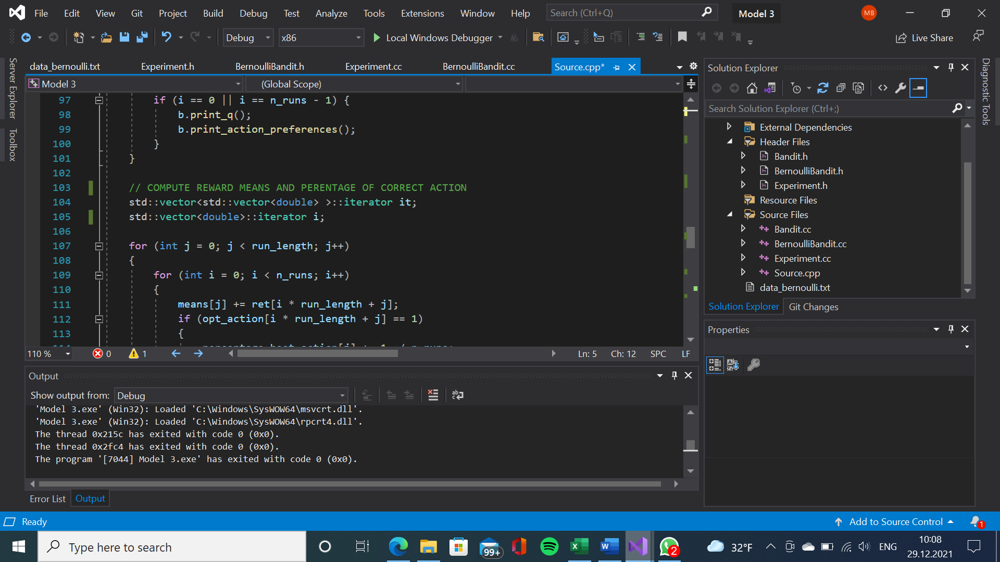 File Edit View Git Project Build Debug Test Analyze Tools Extensions Window Help Search (Ctrl+Q) Model 3 MB
Debug x86 Local Windows Debugger Live Share
Server Explorer
Toolbox
data_bernoulli.txt Experiment.h BernoulliBandit.h Experiment.cc BernoulliBandit.cc Source.cpp*
Model 3 (Global Scope)
97 if (i == 0 || i == n_runs - 1) {
98 b.print_q();
99 b.print_action_preferences();
100 }
101 }
102
103 // COMPUTE REWARD MEANS AND PERENTAGE OF CORRECT ACTION
104 std::vector<std::vector<double> >::iterator it;
105 std::vector<double>::iterator i;
106
107 for (int j = 0; j < run_length; j++)
108 {
109 for (int i = 0; i < n_runs; i++)
110 {
111 means[j] += ret[i * run_length + j];
112 if (opt_action[i * run_length + j] == 1)
113 {
110 % 0 1 Ln: 5 Ch: 12 SPC LF
Output
Show output from: Debug
'Model 3.exe' (Win32): Loaded 'C:\Windows\SysWOW64\msvcrt.dll'.
'Model 3.exe' (Win32): Loaded 'C:\Windows\SysWOW64\rpcrt4.dll'.
The thread 0x215c has exited with code 0 (0x0).
The thread 0x2fc4 has exited with code 0 (0x0).
The program '[7044] Model 3.exe' has exited with code 0 (0x0).
Error List Output
Solution Explorer
Search Solution Explorer (Ctrl+;)
External Dependencies
Header Files
Bandit.h
BernoulliBandit.h
Experiment.h
Resource Files
Source Files
Bandit.cc
BernoulliBandit.cc
Experiment.cc
Source.cpp
data_bernoulli.txt
Solution Explorer Git Changes
Properties
Diagnostic Tools
Ready Add to Source Control 1
Type here to search 99+ 2 32°F ENG 10:08
29.12.2021